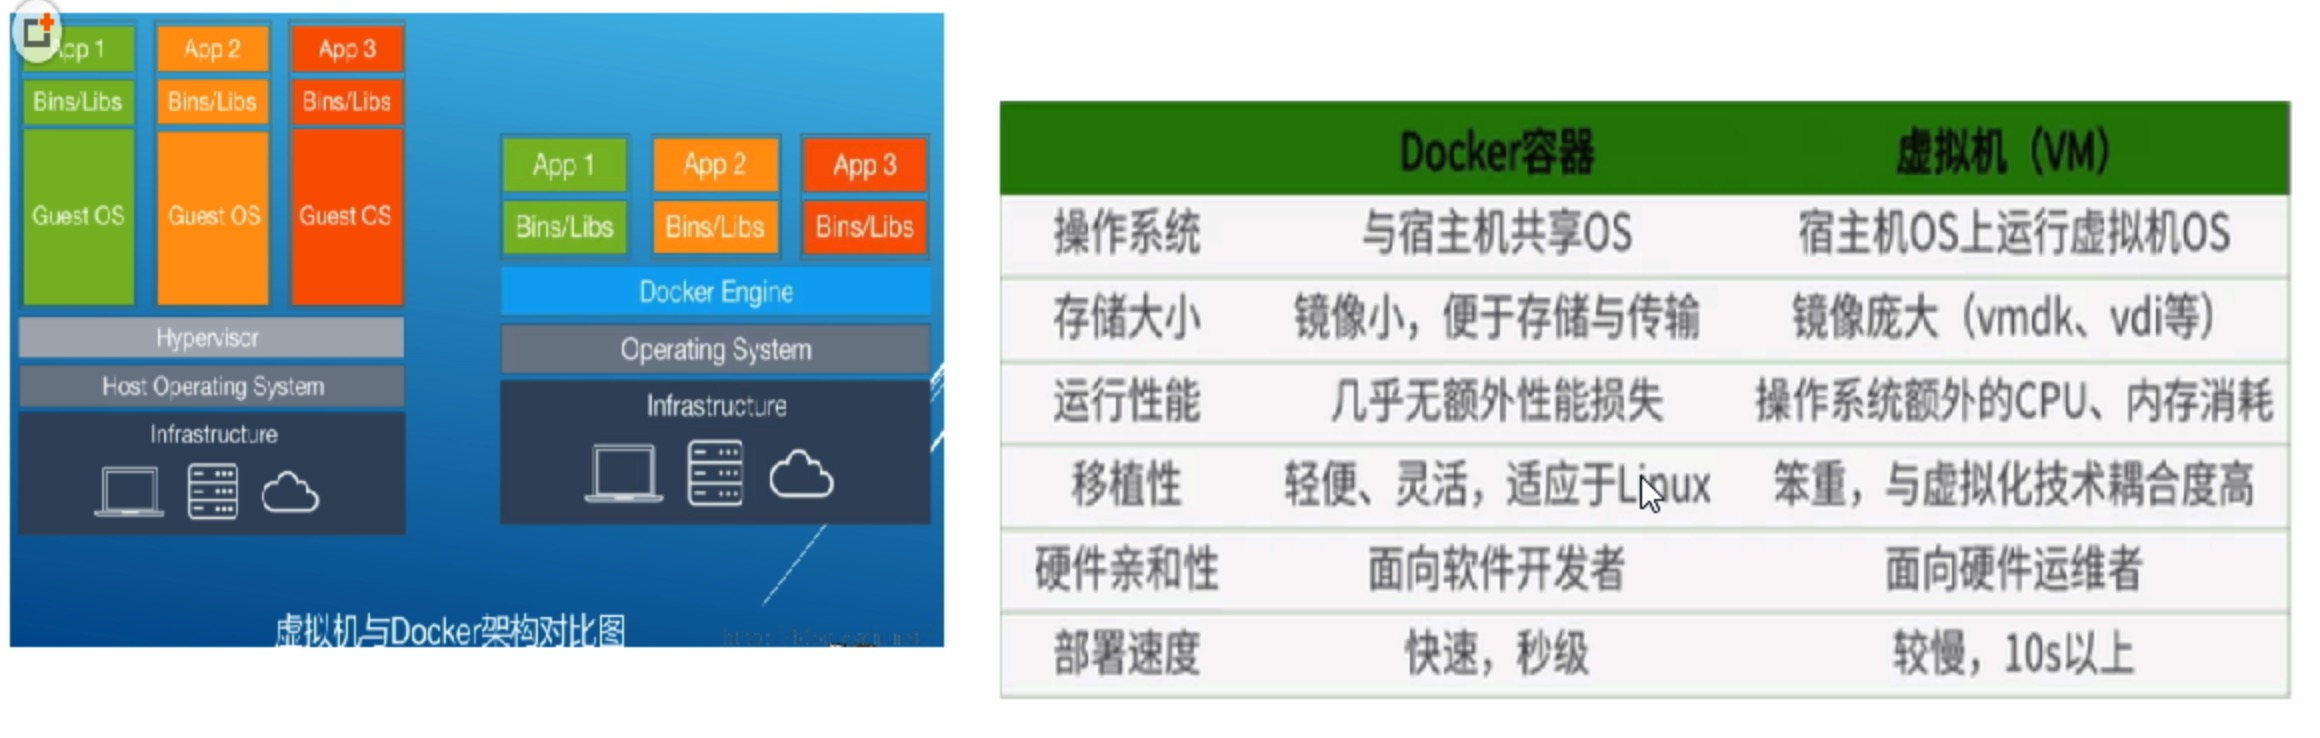 App 1 App 2 App 3
Bins/Libs Bins/Libs Bins/Libs
Guest OS Guest OS Guest OS
Hypervisor
Host Operating System
Infrastructure
App 1 App 2 App 3
Bins/Libs Bins/Libs Bins/Libs
Docker Engine
Operating System
Infrastructure
虚拟机与Docker架构对比图
Docker容器 虚拟机（VM）
操作系统 与宿主机共享OS 宿主机OS上运行虚拟机OS
存储大小 镜像小，便于存储与传输 镜像庞大（vmdk、vdi等）
运行性能 几乎无额外性能损失 操作系统额外的CPU、内存消耗
移植性 轻便、灵活，适应于Linux 笨重，与虚拟化技术耦合度高
硬件亲和性 面向软件开发者 面向硬件运维者
部署速度 快速，秒级 较慢，10s以上